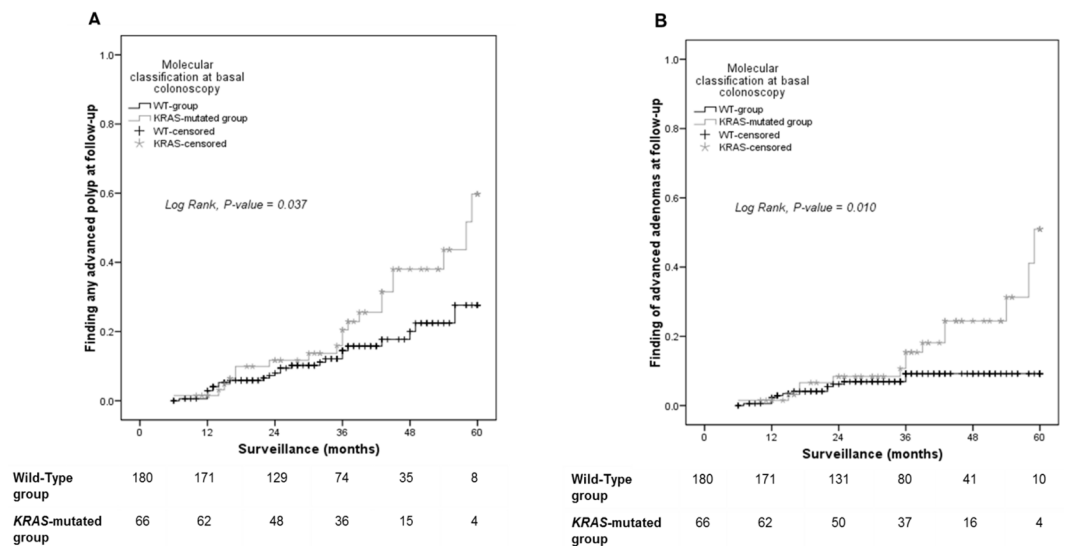 A
Finding any advanced polyp at follow-up
1.0
0.8
0.6
0.4
0.2
0.0
Molecular
classification at basal
colonoscopy
WT-group
KRAS-mutated group
WT-censored
KRAS-censored
Log Rank, P-value = 0.037
0 12 24 36 48 60
Surveillance (months)
Wild-Type 180 171 129 74 35 8
group
KRAS-mutated 66 62 48 36 15 4
group
B
Finding of advanced adenomas at follow-up
1.0
0.8
0.6
0.4
0.2
0.0
Molecular
classification at basal
colonoscopy
WT-group
KRAS-mutated group
WT-censored
KRAS-censored
Log Rank, P-value = 0.010
0 12 24 36 48 60
Surveillance (months)
Wild-Type 180 171 131 80 41 10
group
KRAS-mutated 66 62 50 37 16 4
group